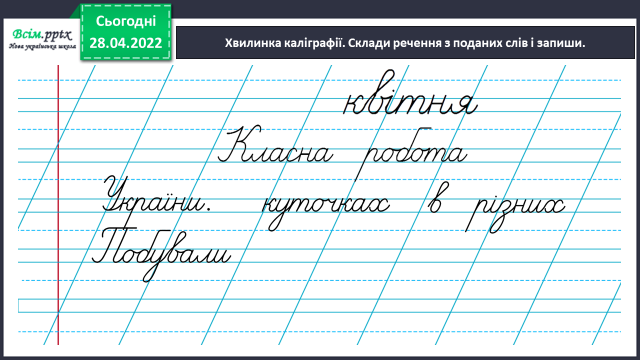 Всім.pptx
Нова українська школа
Сьогодні
28.04.2022
Хвилинка каліграфії. Склади речення з поданих слів і запиши.
квітня
Класна робота
України. куточках в різних
Побували